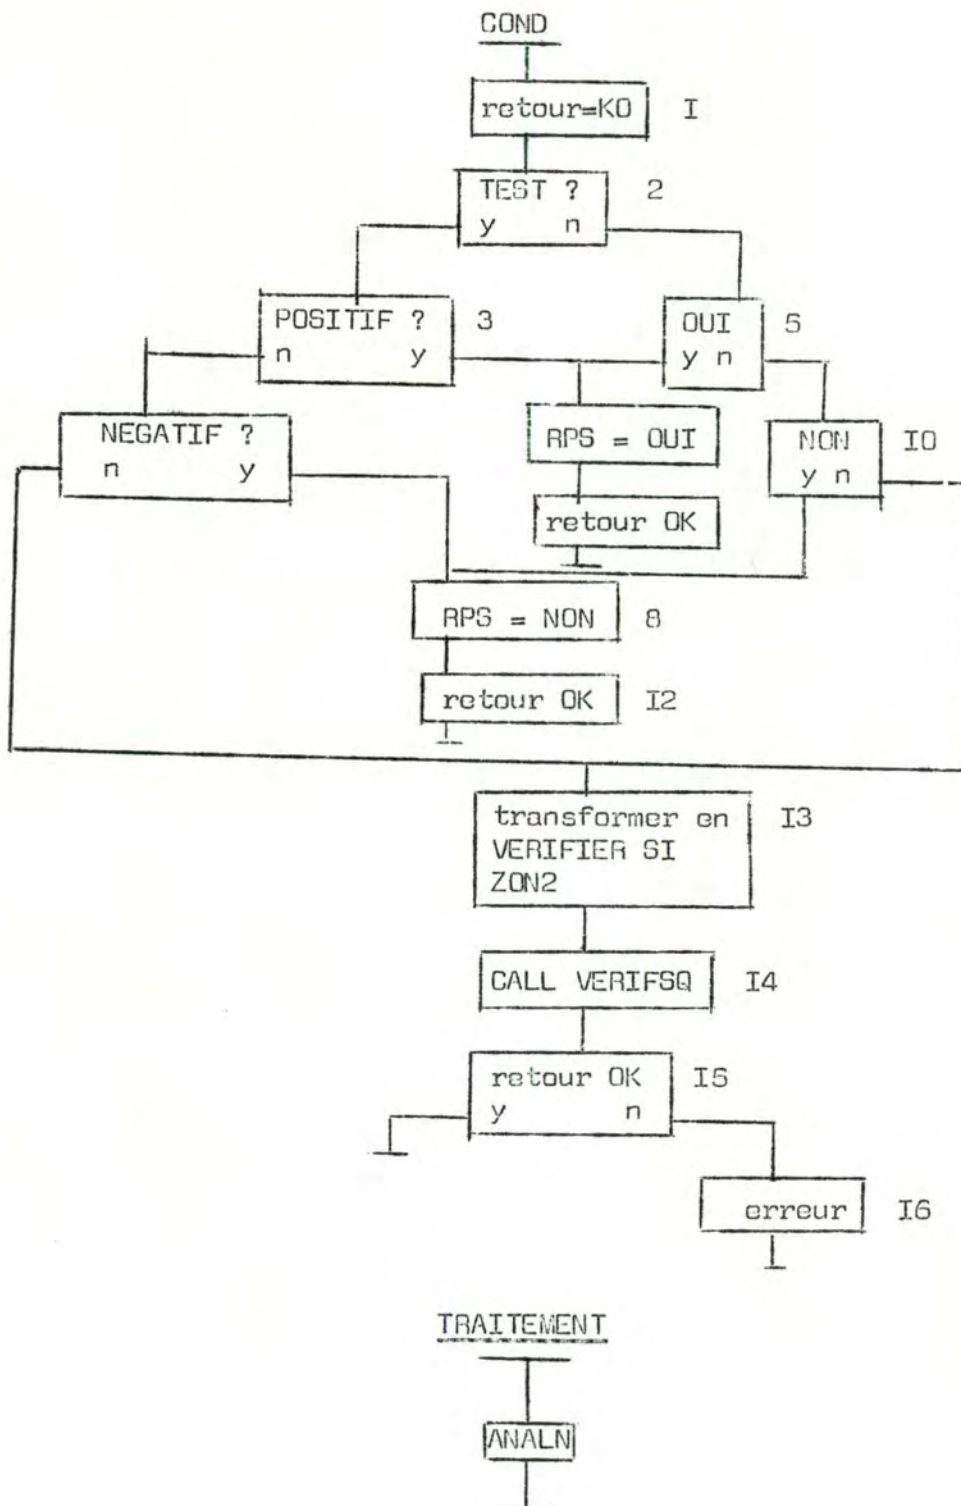 COND
retour=KO I
TEST ? 2
y n
POSITIF ? 3
n y
OUI 5
y n
NEGATIF ?
n y
RPS = OUI
NON I0
y n
retour OK
RPS = NON 8
retour OK I2
transformer en I3
VERIFIER SI
ZON2
CALL VERIFSQ I4
retour OK I5
y n
erreur I6
TRAITEMENT
ANALN